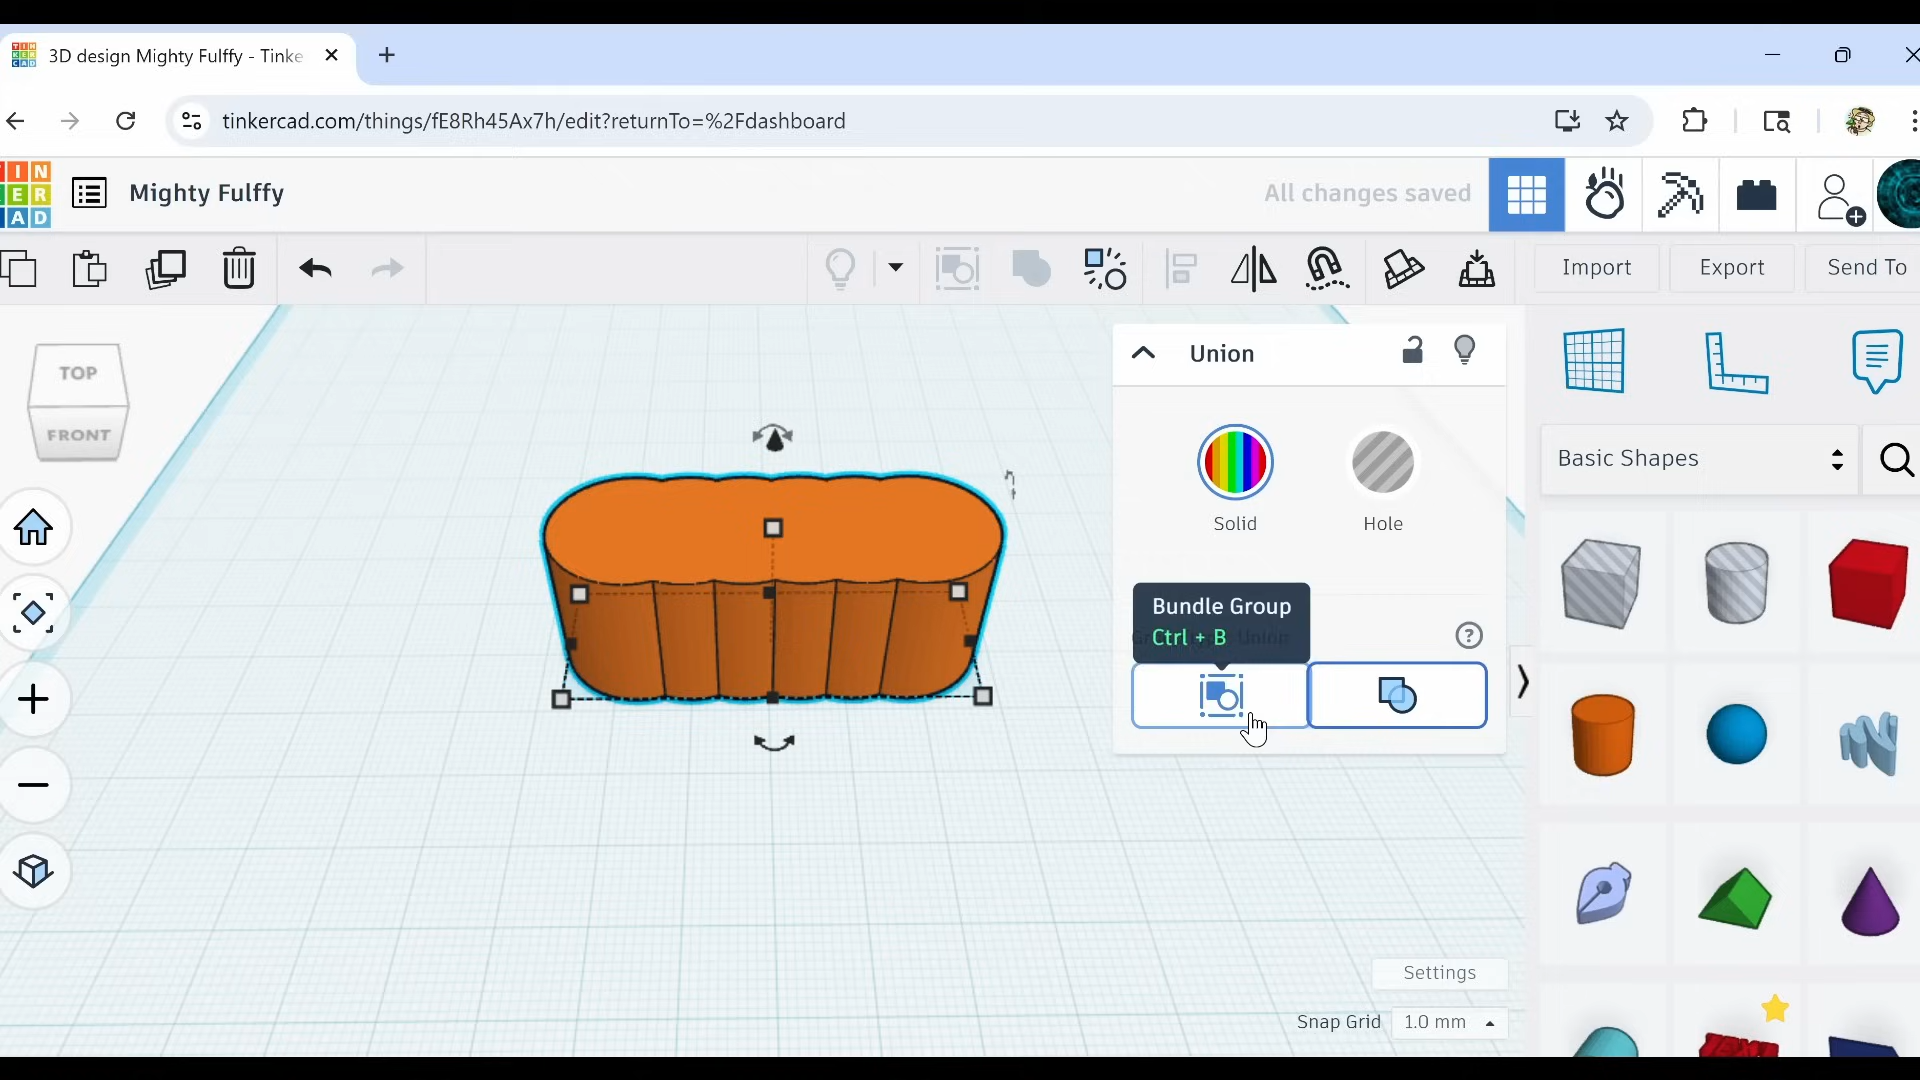 3D design Mighty Fulffy - Tinke
tinkercad.com/things/fE8Rh45Ax7h/edit?returnTo=%2Fdashboard
TIN
KER
CAD
Mighty Fulffy
All changes saved
Import
Export
Send To
TOP
FRONT
Union
Solid
Hole
Bundle Group
Ctrl + B
Basic Shapes
Settings
Snap Grid
1.0 mm